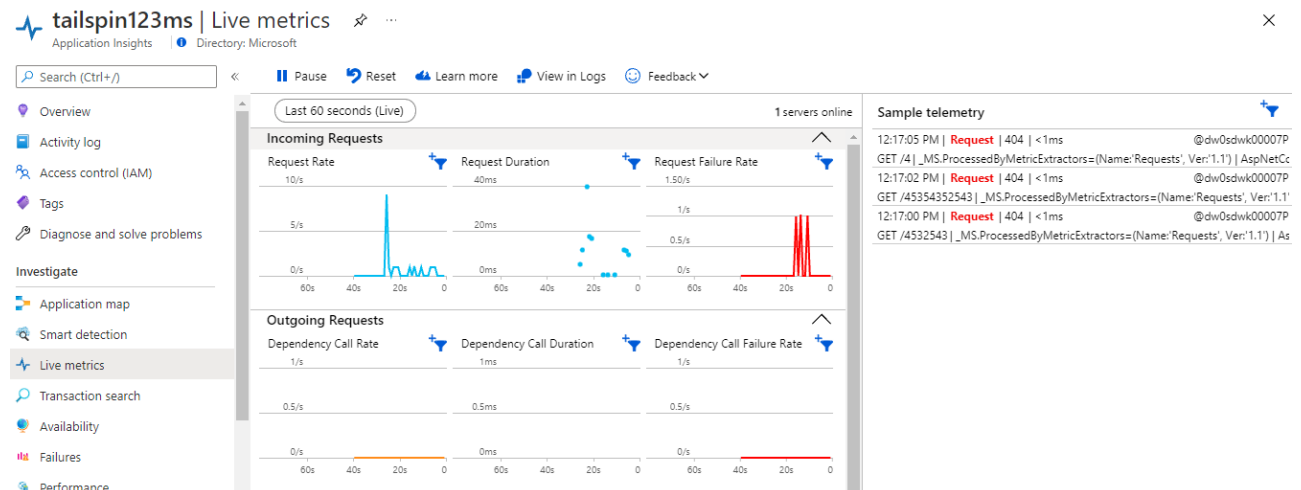 tailspin123ms | Live metrics ...
Application Insights Directory: Microsoft
Search (Ctrl+/)
Overview
Activity log
Access control (IAM)
Tags
Diagnose and solve problems
Investigate
Application map
Smart detection
Live metrics
Transaction search
Availability
Failures
Performance
Pause Reset Learn more View in Logs Feedback
Last 60 seconds (Live) 1 servers online
Incoming Requests
Request Rate
10/s
5/s
0/s
60s 40s 20s 0
Request Duration
40ms
20ms
0ms
60s 40s 20s 0
Request Failure Rate
1.50/s
1/s
0.5/s
0/s
60s 40s 20s 0
Outgoing Requests
Dependency Call Rate
1/s
0.5/s
0/s
60s 40s 20s 0
Dependency Call Duration
1ms
0.5ms
0ms
60s 40s 20s 0
Dependency Call Failure Rate
1/s
0.5/s
0/s
60s 40s 20s 0
Sample telemetry
12:17:05 PM | Request | 404 | <1ms @dw0sdwk00007P
GET /4 | _MS.ProcessedByMetricExtractors=(Name:'Requests', Ver:'1.1') | AspNetCc
12:17:02 PM | Request | 404 | <1ms @dw0sdwk00007P
GET /45354352543 | _MS.ProcessedByMetricExtractors=(Name:'Requests', Ver:'1.1'
12:17:00 PM | Request | 404 | <1ms @dw0sdwk00007P
GET /4532543 | _MS.ProcessedByMetricExtractors=(Name:'Requests', Ver:'1.1') | As